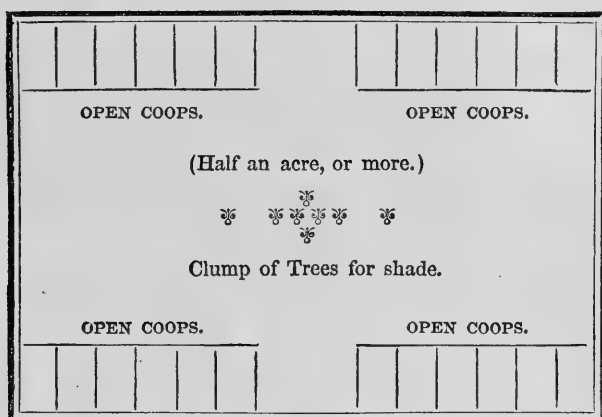 OPEN COOPS. OPEN COOPS.
(Half an acre, or more.)
Clump of Trees for shade.
OPEN COOPS. OPEN COOPS.